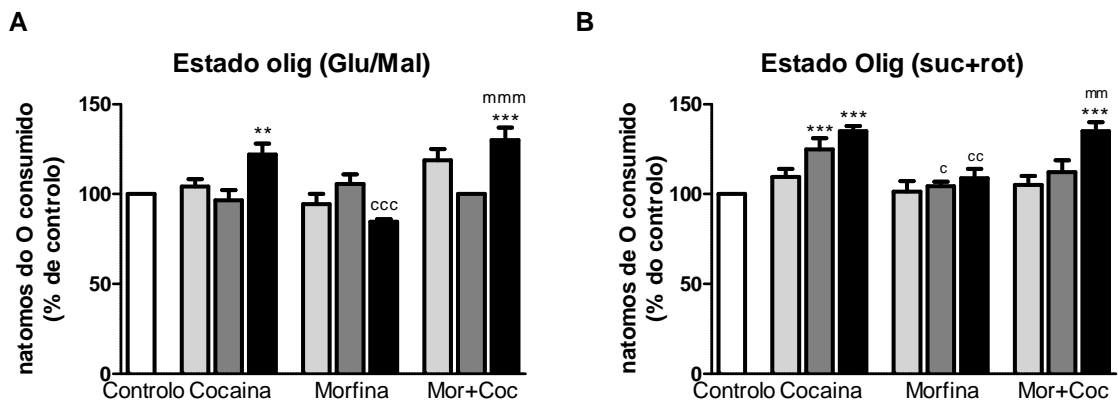 A
Estado olig (Glu/Mal)
natomos do O consumido
(% de controlo)
150
100
50
0
**
ccc
mmm
***
Controlo Cocaina Morfina Mor+Coc
B
Estado Olig (suc+rot)
natomos de O consumido
(% do controlo)
150
100
50
0
***
***
c
cc
mm
***
Controlo Cocaina Morfina Mor+Coc